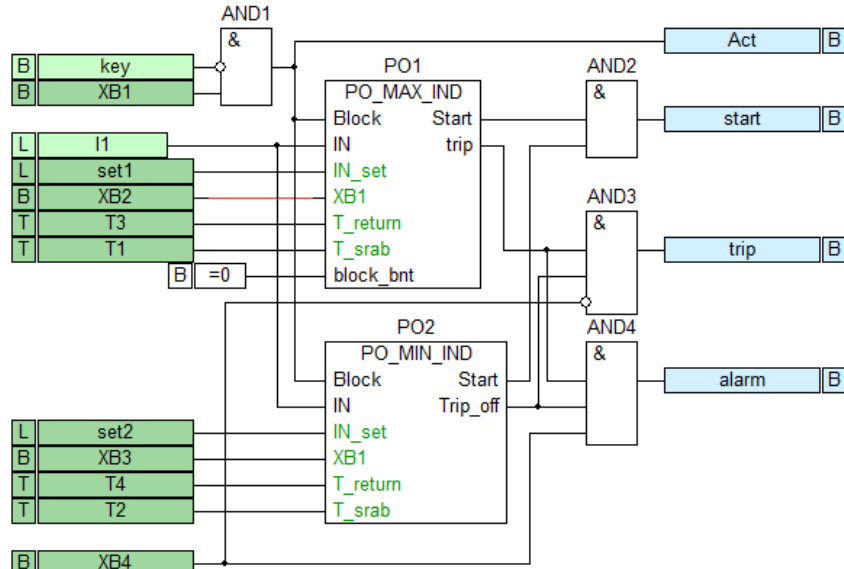 AND1
&
B key
B XB1
Act B
PO1
PO_MAX_IND
Block Start
IN trip
IN_set
XB1
T_return
T_srab
block_bnt
AND2
&
start B
L I1
L set1
B XB2
T T3
T T1
B =0
AND3
&
trip B
PO2
PO_MIN_IND
Block Start
IN Trip_off
IN_set
XB1
T_return
T_srab
AND4
&
alarm B
L set2
B XB3
T T4
T T2
B XB4